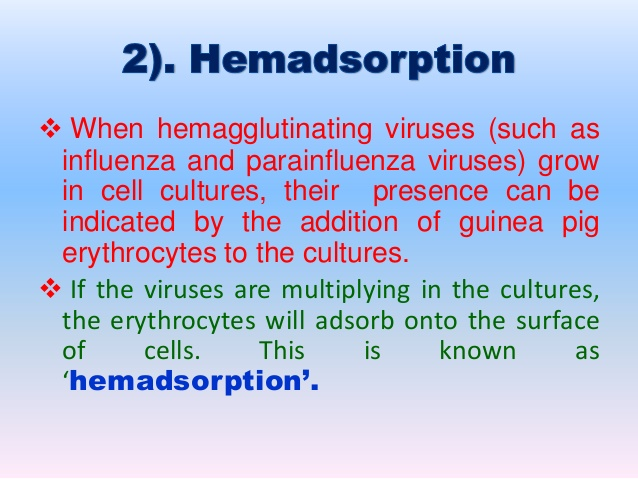 2). Hemadsorption
❖ When hemagglutinating viruses (such as
influenza and parainfluenza viruses) grow
in cell cultures, their presence can be
indicated by the addition of guinea pig
erythrocytes to the cultures.
❖ If the viruses are multiplying in the cultures,
the erythrocytes will adsorb onto the surface
of cells. This is known as
‘hemadsorption’.